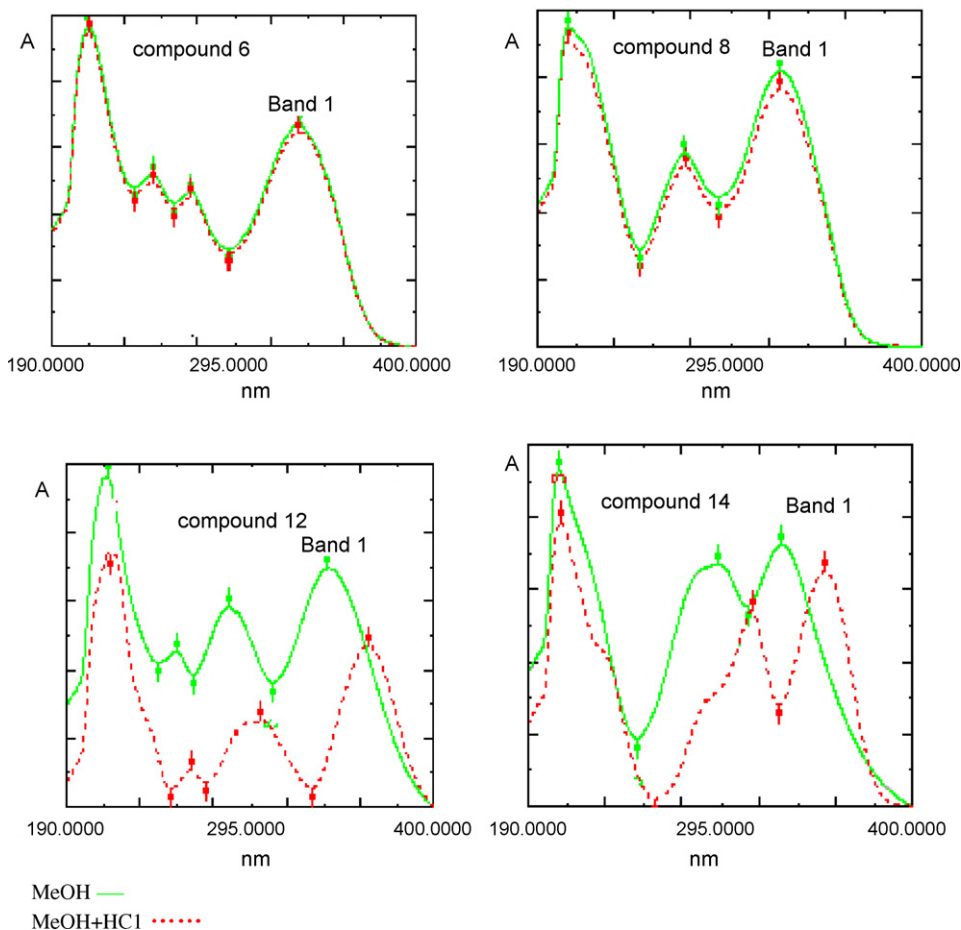 A
compound 6
Band 1
190.0000 295.0000 400.0000
nm
A
compound 8
Band 1
190.0000 295.0000 400.0000
nm
A
compound 12
Band 1
190.0000 295.0000 400.0000
nm
A
compound 14
Band 1
190.0000 295.0000 400.0000
nm
MeOH
MeOH+HC1